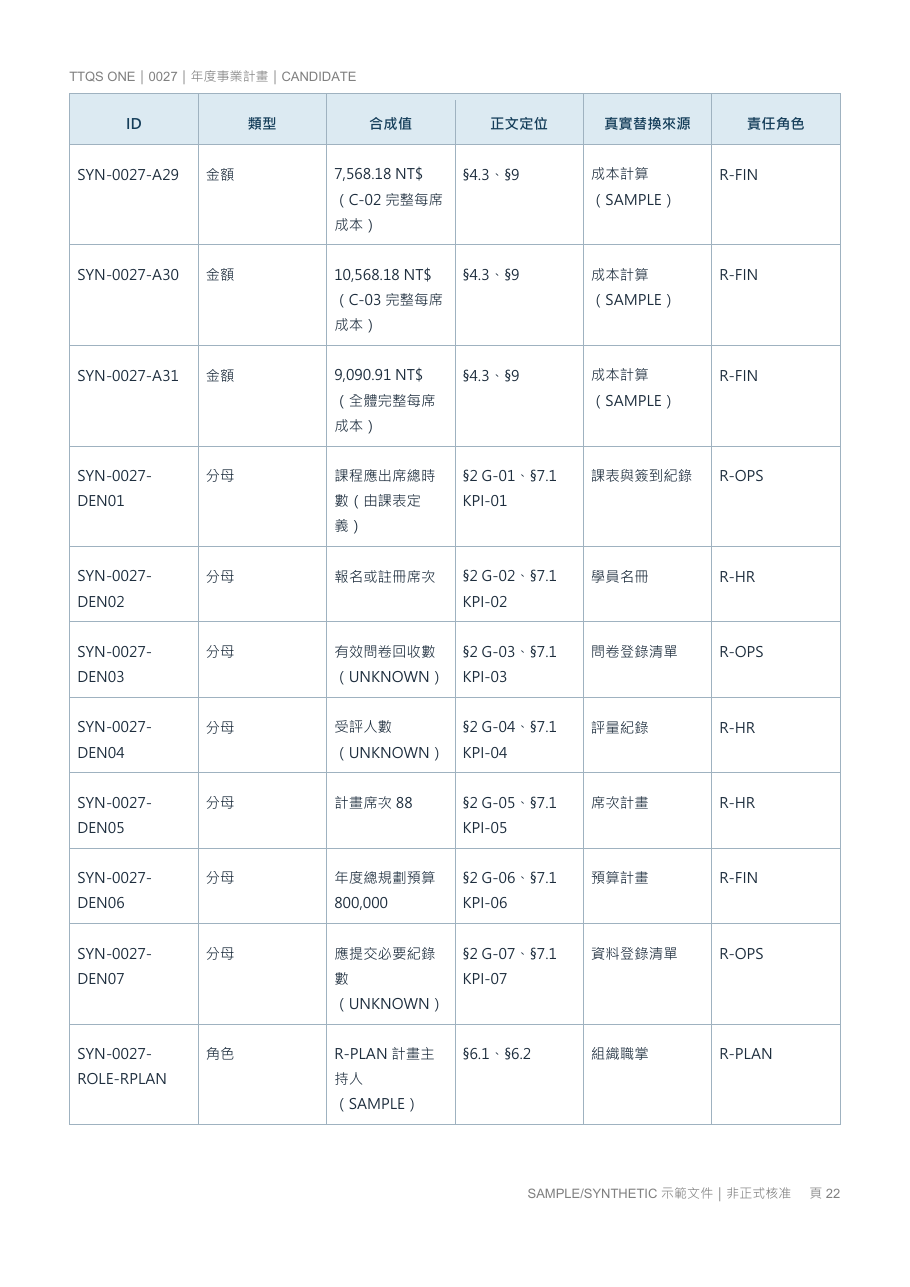 TTQS ONE｜0027｜年度事業計畫｜CANDIDATE
ID 類型 合成值 正文定位 真實替換來源 責任角色
SYN-0027-A29 金額 7,568.18 NT$ §4.3、§9 成本計算 R-FIN
（C-02 完整每席 （SAMPLE）
成本）
SYN-0027-A30 金額 10,568.18 NT$ §4.3、§9 成本計算 R-FIN
（C-03 完整每席 （SAMPLE）
成本）
SYN-0027-A31 金額 9,090.91 NT$ §4.3、§9 成本計算 R-FIN
（全體完整每席 （SAMPLE）
成本）
SYN-0027- 分母 課程應出席總時 §2 G-01、§7.1 課表與簽到紀錄 R-OPS
DEN01 數（由課表定 KPI-01
義）
SYN-0027- 分母 報名或註冊席次 §2 G-02、§7.1 學員名冊 R-HR
DEN02 KPI-02
SYN-0027- 分母 有效問卷回收數 §2 G-03、§7.1 問卷登錄清單 R-OPS
DEN03 （UNKNOWN） KPI-03
SYN-0027- 分母 受評人數 §2 G-04、§7.1 評量紀錄 R-HR
DEN04 （UNKNOWN） KPI-04
SYN-0027- 分母 計畫席次 88 §2 G-05、§7.1 席次計畫 R-HR
DEN05 KPI-05
SYN-0027- 分母 年度總規劃預算 §2 G-06、§7.1 預算計畫 R-FIN
DEN06 800,000 KPI-06
SYN-0027- 分母 應提交必要紀錄 §2 G-07、§7.1 資料登錄清單 R-OPS
DEN07 數 KPI-07
（UNKNOWN）
SYN-0027- 角色 R-PLAN 計畫主 §6.1、§6.2 組織職掌 R-PLAN
ROLE-RPLAN 持人
（SAMPLE）
SAMPLE/SYNTHETIC 示範文件｜非正式核准 頁 22